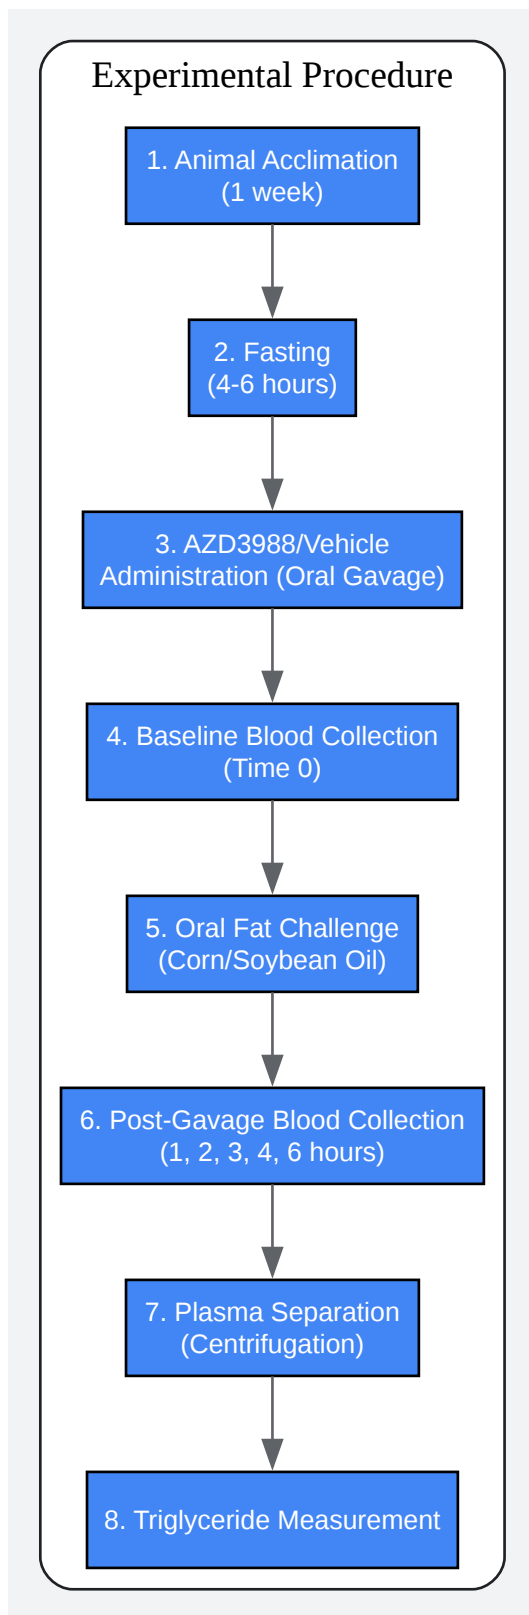 Experimental Procedure
1. Animal Acclimation
(1 week)
2. Fasting
(4-6 hours)
3. AZD3988/Vehicle
Administration (Oral Gavage)
4. Baseline Blood Collection
(Time 0)
5. Oral Fat Challenge
(Corn/Soybean Oil)
6. Post-Gavage Blood Collection
(1, 2, 3, 4, 6 hours)
7. Plasma Separation
(Centrifugation)
8. Triglyceride Measurement